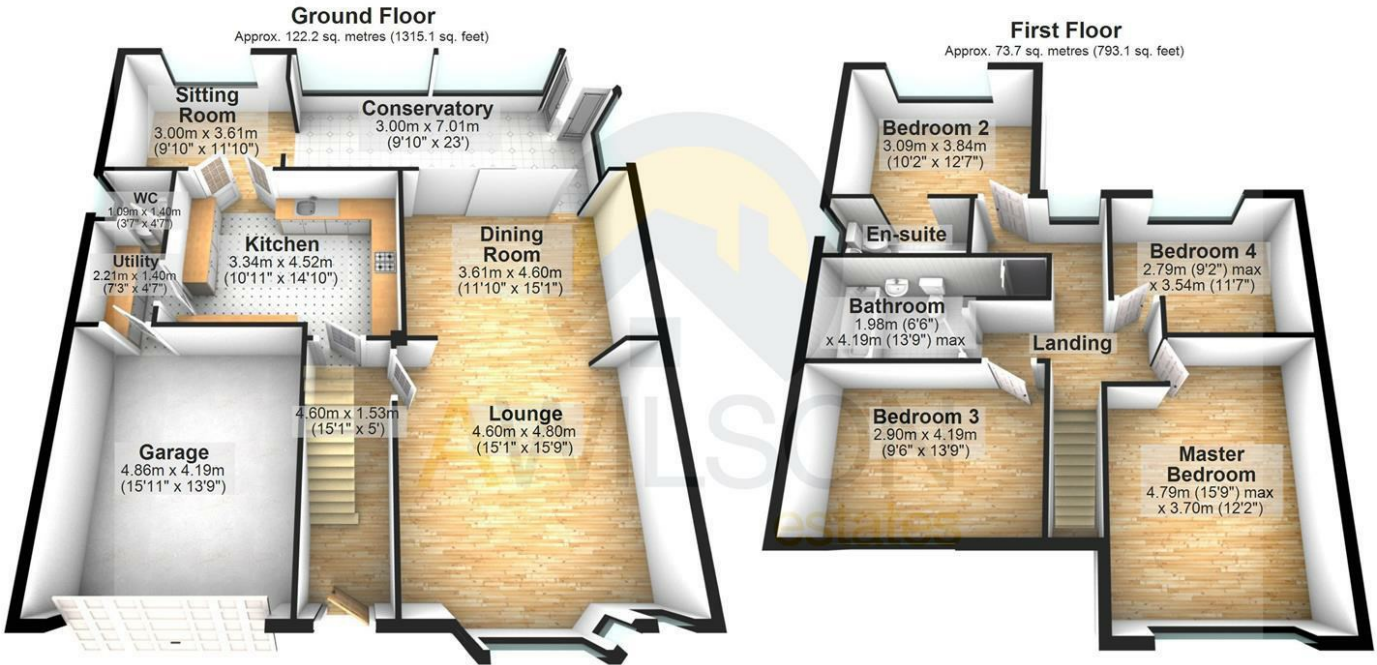 Ground Floor
Approx. 122.2 sq. metres (1315.1 sq. feet)
Sitting
Room
3.00m x 3.61m
(9'10" x 11'10")
Conservatory
3.00m x 7.01m
(9'10" x 23')
WC
1.09m x 1.40m
(3'7" x 4'7")
Utility
2.21m x 1.40m
(7'3" x 4'7")
Kitchen
3.34m x 4.52m
(10'11" x 14'10")
Dining
Room
3.61m x 4.60m
(11'10" x 15'1")
Garage
4.86m x 4.19m
(15'11" x 13'9")
4.60m x 1.53m
(15'1" x 5')
Lounge
4.60m x 4.80m
(15'1" x 15'9")
First Floor
Approx. 73.7 sq. metres (793.1 sq. feet)
Bedroom 2
3.09m x 3.84m
(10'2" x 12'7")
En-suite
Bedroom 4
2.79m (9'2") max
x 3.54m (11'7")
Bathroom
1.98m (6'6")
x 4.19m (13'9") max
Landing
Bedroom 3
2.90m x 4.19m
(9'6" x 13'9")
Master
Bedroom
4.79m (15'9") max
x 3.70m (12'2")
AWILSON
estates